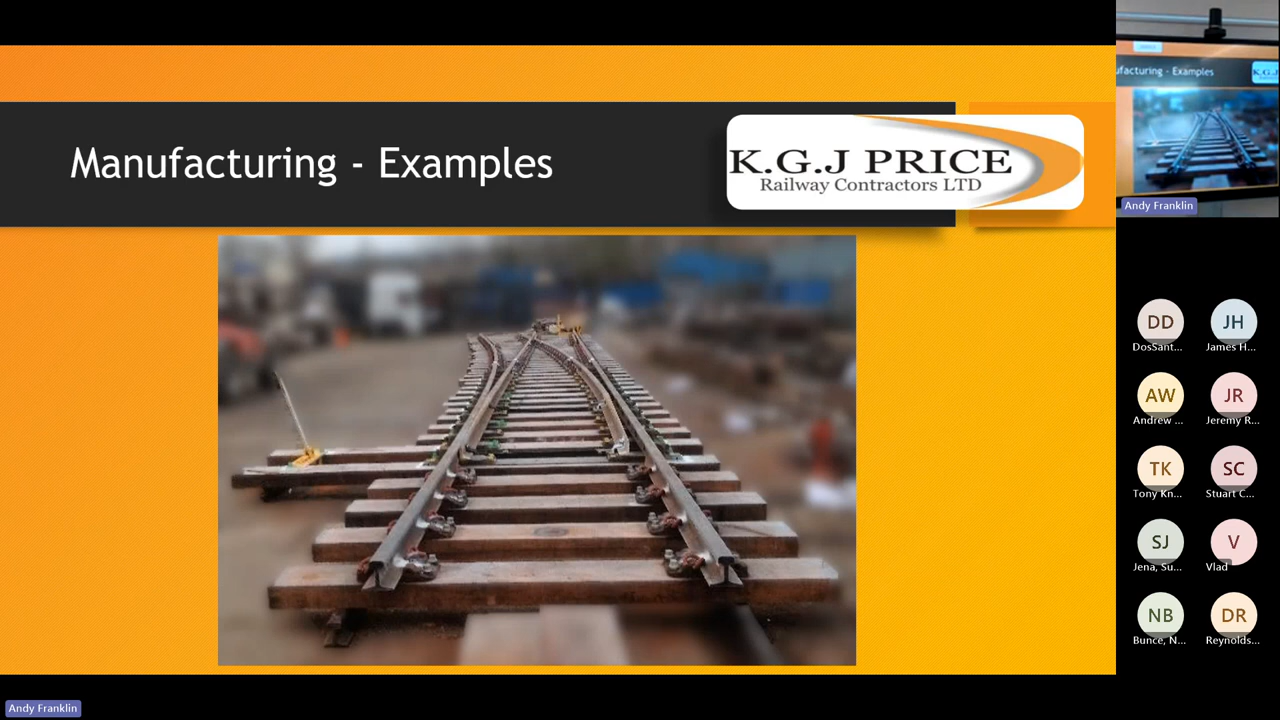 Manufacturing - Examples
K.G.J PRICE
Railway Contractors LTD
ufacturing - Examples
K.G.J
Andy Franklin
DD
DosSant...
JH
James H...
AW
Andrew ...
JR
Jeremy R...
TK
Tony Kn...
SC
Stuart C...
SJ
Jena, Su...
V
Vlad
NB
Bunce, N...
DR
Reynolds...
Andy Franklin